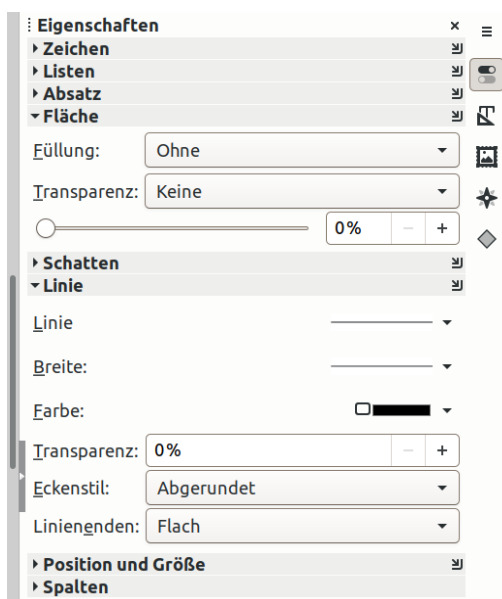 Eigenschaften
Zeichen
Listen
Absatz
Fläche
Füllung: Ohne
Transparenz: Keine
0%
Schatten
Linie
Linie
Breite:
Farbe:
Transparenz: 0%
Eckenstil: Abgerundet
Linienenden: Flach
Position und Größe
Spalten